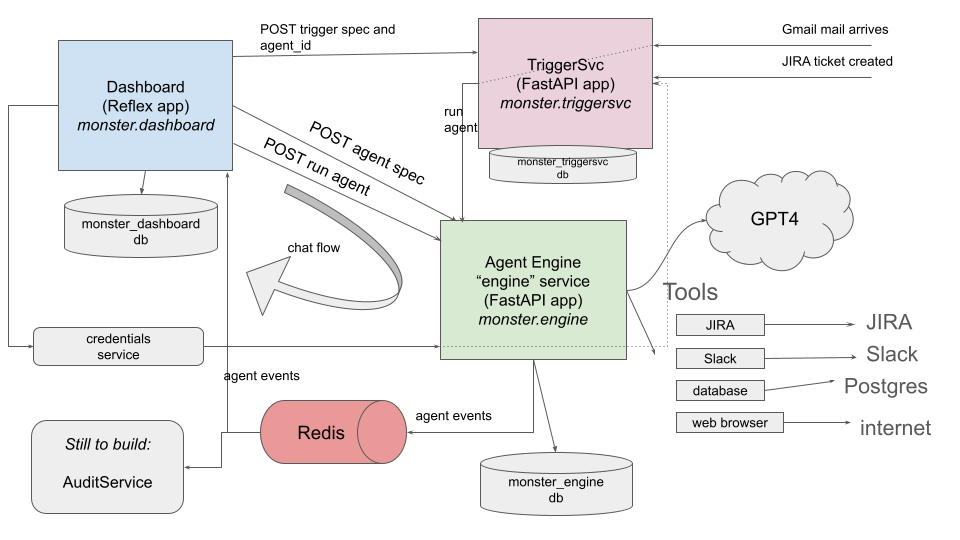 POST trigger spec and
agent_id
Gmail mail arrives
JIRA ticket created
Dashboard
(Reflex app)
monster.dashboard
TriggerSvc
(FastAPI app)
monster.triggersvc
run
agent
POST agent spec
POST run agent
monster_triggersvc
db
monster_dashboard
db
chat flow
GPT4
Agent Engine
“engine” service
(FastAPI app)
monster.engine
Tools
JIRA
JIRA
Slack
Slack
database
Postgres
web browser
internet
credentials
service
agent events
agent events
Redis
Still to build:
AuditService
monster_engine
db